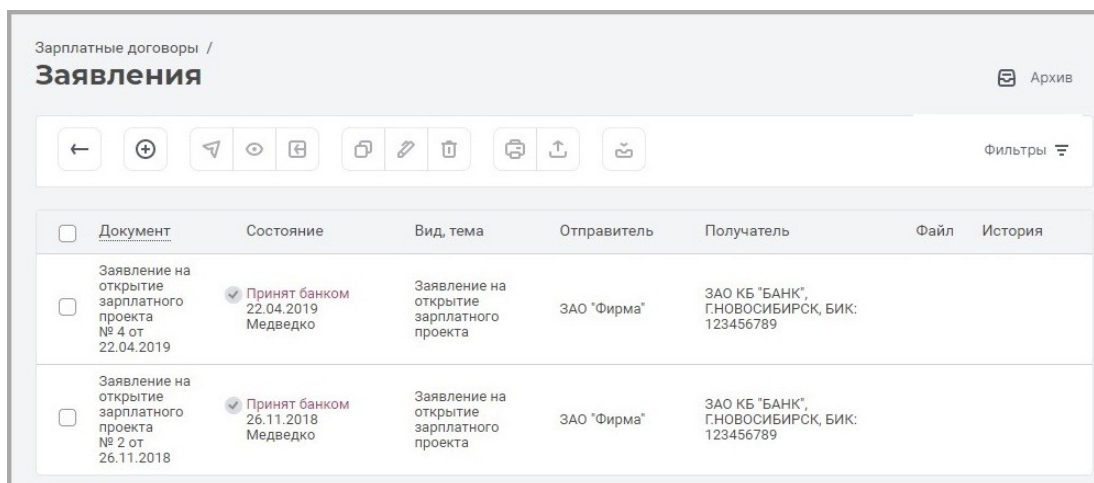 Зарплатные договоры /
Заявления
Архив
Фильтры
Документ Состояние Вид, тема Отправитель Получатель Файл История
Заявление на
открытие
зарплатного
проекта
№ 4 от
22.04.2019
Принят банком
22.04.2019
Медведко
Заявление на
открытие
зарплатного
проекта
ЗАО "Фирма"
ЗАО КБ "БАНК",
Г.НОВОСИБИРСК, БИК:
123456789
Заявление на
открытие
зарплатного
проекта
№ 2 от
26.11.2018
Принят банком
26.11.2018
Медведко
Заявление на
открытие
зарплатного
проекта
ЗАО "Фирма"
ЗАО КБ "БАНК",
Г.НОВОСИБИРСК, БИК:
123456789